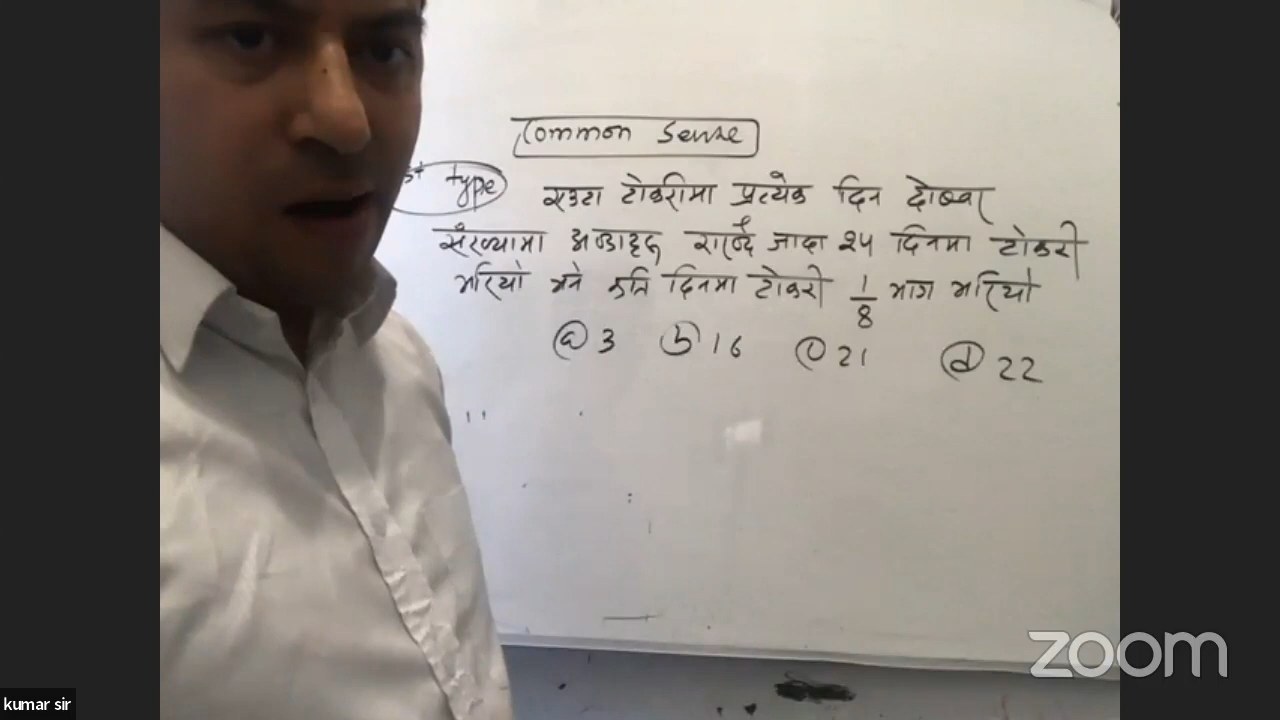 Common Sense
st type एउटा टोकरीमा प्रत्येक दिन दोब्बर
संख्यामा अण्डाहरु राख्दै जादा २५ दिनमा टोकरी
भरियो भने कति दिनमा टोकरी 1/8 भाग भरियो
(a) 3 (b) 16 (c) 21 (d) 22
zoom
kumar sir